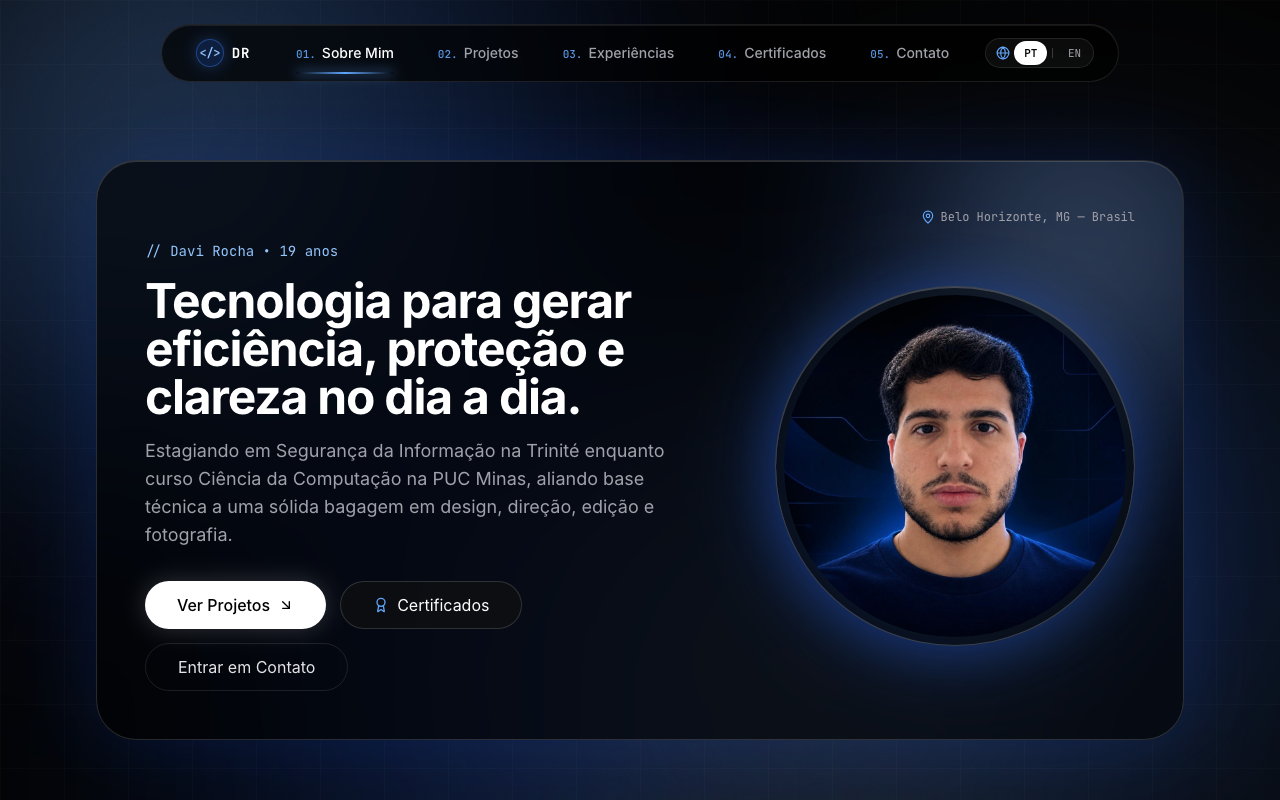 </> DR
01. Sobre Mim
02. Projetos
03. Experiências
04. Certificados
05. Contato
PT | EN
Belo Horizonte, MG — Brasil
// Davi Rocha • 19 anos
Tecnologia para gerar
eficiência, proteção e
clareza no dia a dia.
Estagiando em Segurança da Informação na Trinité enquanto
curso Ciência da Computação na PUC Minas, aliando base
técnica a uma sólida bagagem em design, direção, edição e
fotografia.
Ver Projetos
Certificados
Entrar em Contato